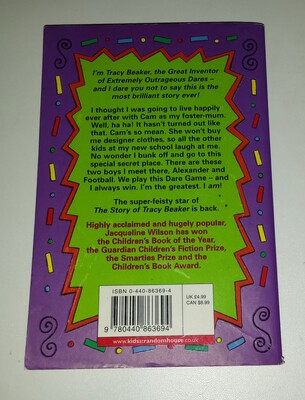 I'm Tracy Beaker, the Great Inventor
of Extremely Outrageous Dares –
and I dare you not to say this is the
most brilliant story ever!
I thought I was going to live happily
ever after with Cam as my foster-mum.
Well, ha ha! It hasn't turned out like
that. Cam's so mean. She won't buy
me designer clothes, so all the other
kids at my new school laugh at me.
No wonder I bunk off and go to this
special secret place. There are these
two boys I meet there, Alexander and
Football. We play this Dare Game – and
I always win. I'm the greatest. I am!
The super-feisty star of
The Story of Tracy Beaker is back.
Highly acclaimed and hugely popular,
Jacqueline Wilson has won
the Children's Book of the Year,
the Guardian Children's Fiction Prize,
the Smarties Prize and the
Children's Book Award.
ISBN 0-440-86369-4
UK £4.99
CAN $8.99
9 780440 863694
www.kidsatrandomhouse.co.uk